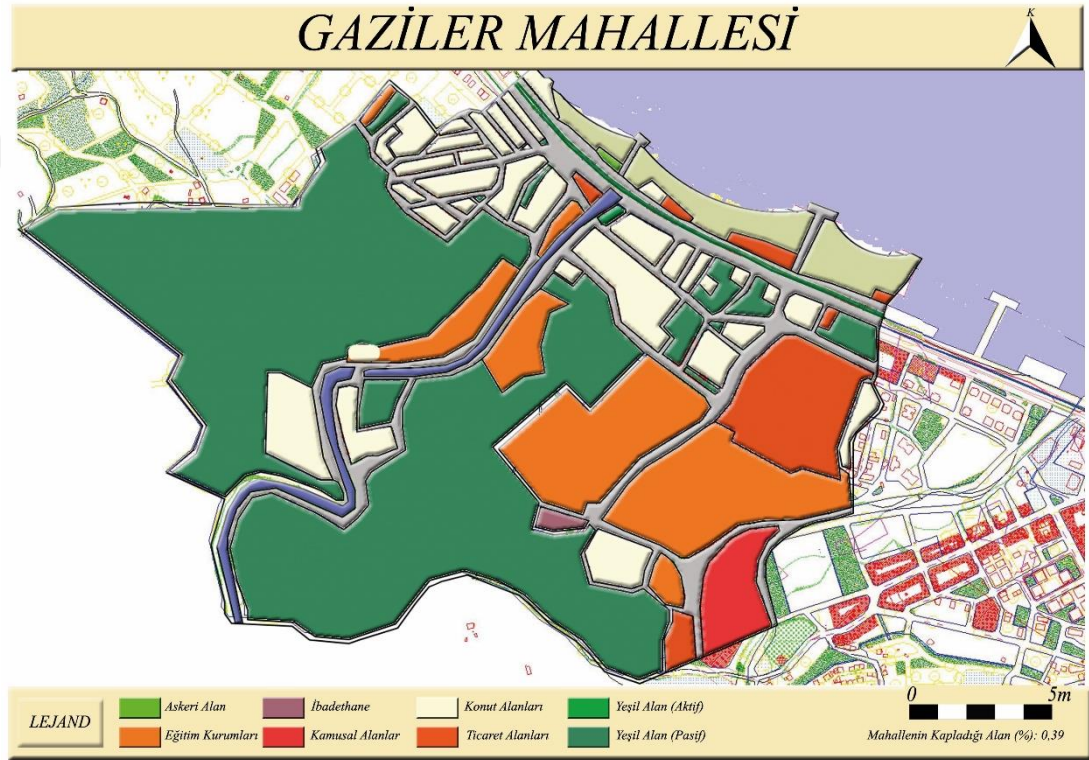 GAZİLER MAHALLESİ
K
LEJAND
Askeri Alan
İbadethane
Konut Alanları
Yeşil Alan (Aktif)
Eğitim Kurumları
Kamusal Alanlar
Ticaret Alanları
Yeşil Alan (Pasif)
0 5m
Mahallenin Kapladığı Alan (%): 0,39